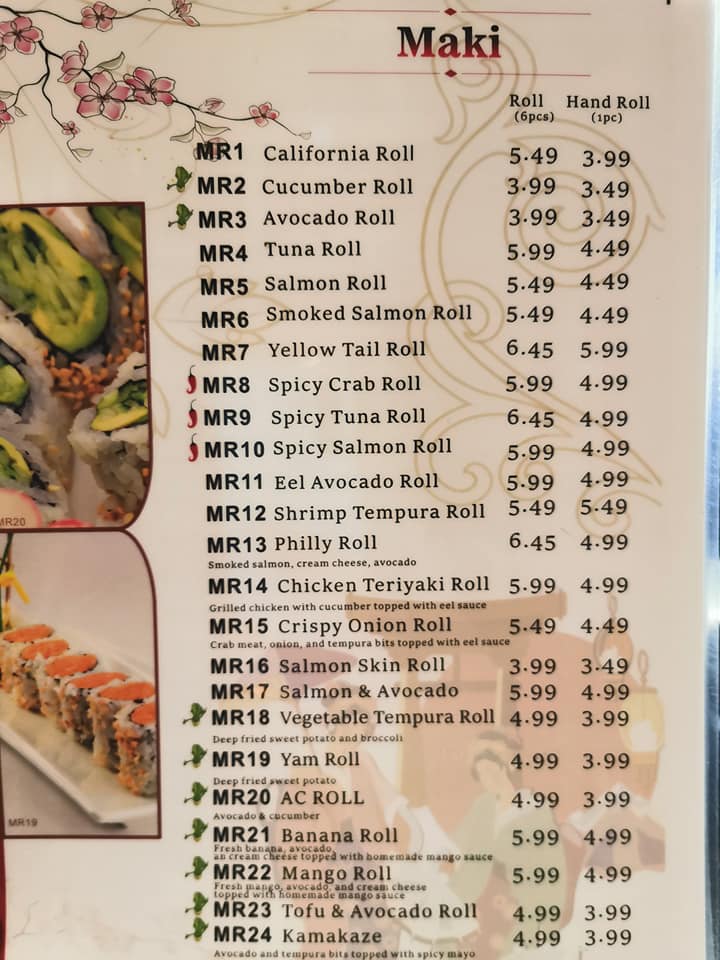 Maki
Roll Hand Roll
(6pcs) (1pc)
MR1 California Roll 5.49 3.99
MR2 Cucumber Roll 3.99 3.49
MR3 Avocado Roll 3.99 3.49
MR4 Tuna Roll 5.99 4.49
MR5 Salmon Roll 5.49 4.49
MR6 Smoked Salmon Roll 5.49 4.49
MR7 Yellow Tail Roll 6.45 5.99
MR8 Spicy Crab Roll 5.99 4.99
MR9 Spicy Tuna Roll 6.45 4.99
MR10 Spicy Salmon Roll 5.99 4.99
MR11 Eel Avocado Roll 5.99 4.99
MR12 Shrimp Tempura Roll 5.49 5.49
MR13 Philly Roll 6.45 4.99
Smoked salmon, cream cheese, avocado
MR14 Chicken Teriyaki Roll 5.99 4.99
Grilled chicken with cucumber topped with eel sauce
MR15 Crispy Onion Roll 5.49 4.49
Crab meat, onion, and tempura bits topped with eel sauce
MR16 Salmon Skin Roll 3.99 3.49
MR17 Salmon & Avocado 5.99 4.99
MR18 Vegetable Tempura Roll 4.99 3.99
Deep fried sweet potato and broccoli
MR19 Yam Roll 4.99 3.99
Deep fried sweet potato
MR20 AC ROLL 4.99 3.99
Avocado & cucumber
MR21 Banana Roll 5.99 4.99
Fresh banana, avocado,
an cream cheese topped with homemade mango sauce
MR22 Mango Roll 5.99 4.99
Fresh mango, avocado, and cream cheese
topped with homemade mango sauce
MR23 Tofu & Avocado Roll 4.99 3.99
MR24 Kamakaze 4.99 3.99
Avocado and tempura bits topped with spicy mayo
MR20
MR19